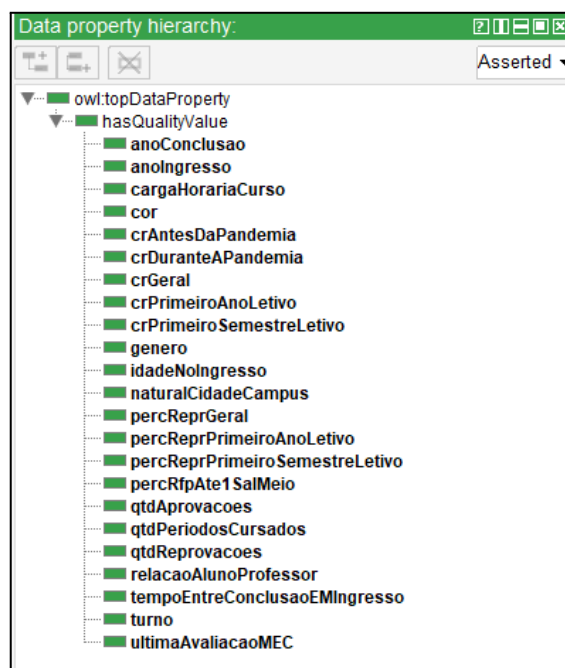 Data property hierarchy:
Asserted
owl:topDataProperty
hasQualityValue
anoConclusao
anoIngresso
cargaHorariaCurso
cor
crAntesDaPandemia
crDuranteAPandemia
crGeral
crPrimeiroAnoLetivo
crPrimeiroSemestreLetivo
genero
idadeNoIngresso
naturalCidadeCampus
percReprGeral
percReprPrimeiroAnoLetivo
percReprPrimeiroSemestreLetivo
percRfpAte1SalMeio
qtdAprovacoes
qtdPeriodosCursados
qtdReprovacoes
relacaoAlunoProfessor
tempoEntreConclusaoEMIngresso
turno
ultimaAvaliacaoMEC